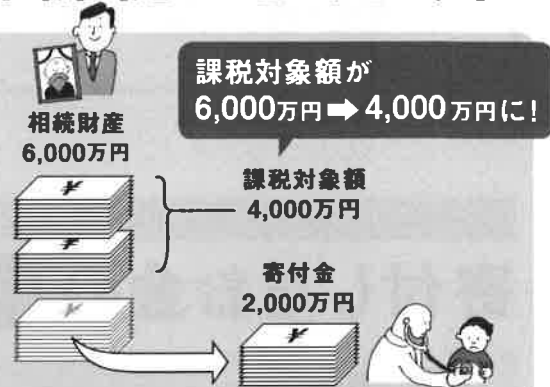 課税対象額が
6,000万円➡4,000万円に!
相続財産
6,000万円
課税対象額
4,000万円
寄付金
2,000万円
¥
¥
¥
¥